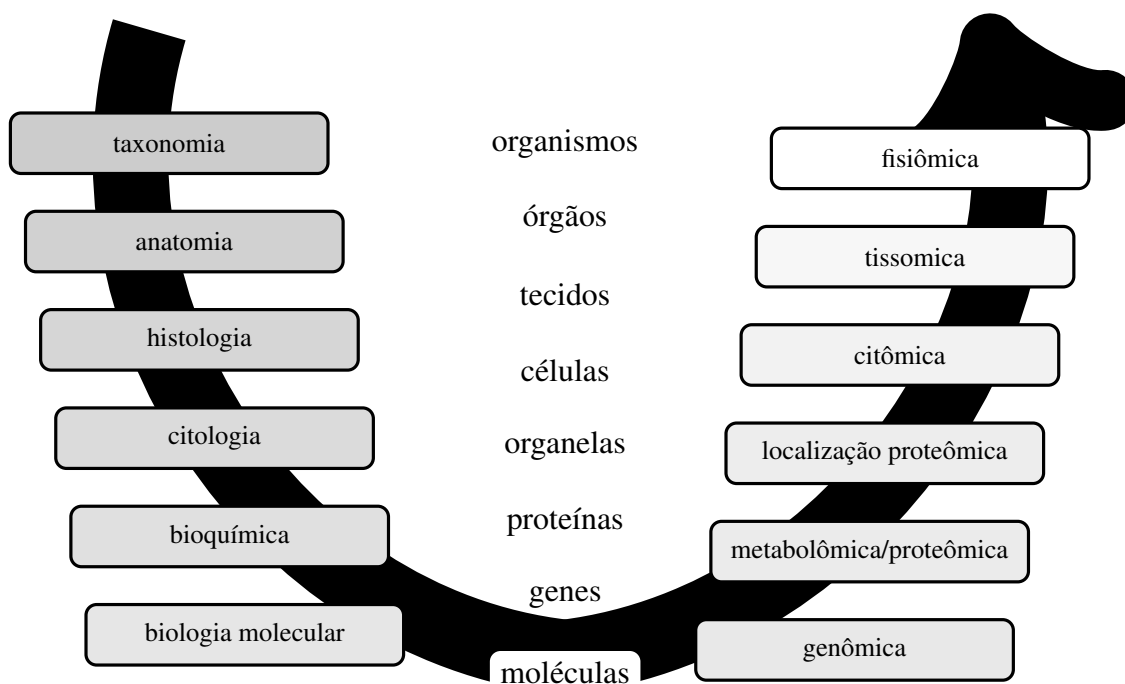 taxonomia
anatomia
histologia
citologia
bioquímica
biologia molecular
organismos
órgãos
tecidos
células
organelas
proteínas
genes
moléculas
fisiômica
tissomica
citômica
localização proteômica
metabolômica/proteômica
genômica